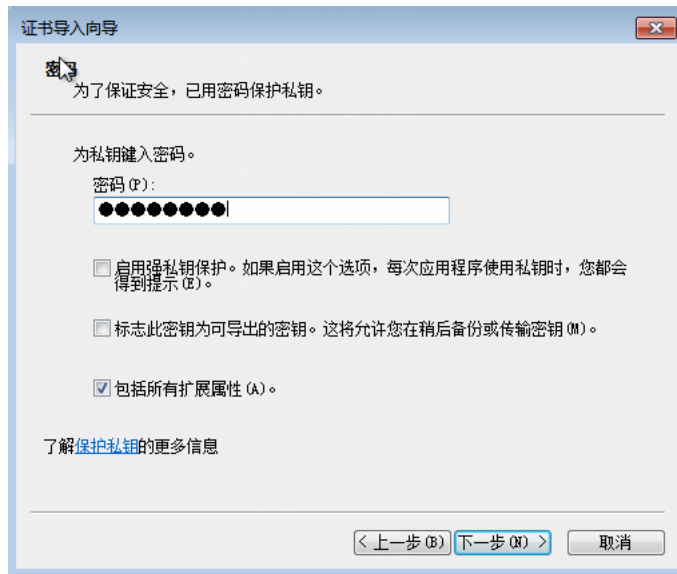 证书导入向导
密码
为了保证安全，已用密码保护私钥。
为私钥键入密码。
密码(P):
●●●●●●●●
启用强私钥保护。如果启用这个选项，每次应用程序使用私钥时，您都会
得到提示(E)。
标志此密钥为可导出的密钥。这将允许您在稍后备份或传输密钥(M)。
包括所有扩展属性(A)。
了解保护私钥的更多信息
< 上一步(B) 下一步(N) > 取消